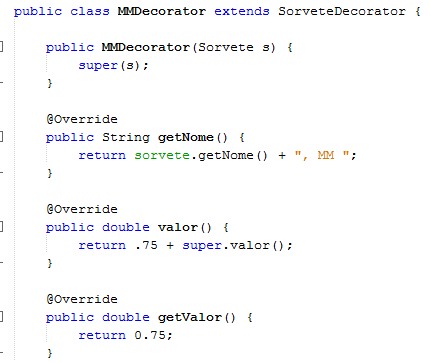 public class MMDecorator extends SorveteDecorator {
public MMDecorator(Sorvete s) {
super(s);
}
@Override
public String getNome() {
return sorvete.getNome() + ", MM ";
}
@Override
public double valor() {
return .75 + super.valor();
}
@Override
public double getValor() {
return 0.75;
}